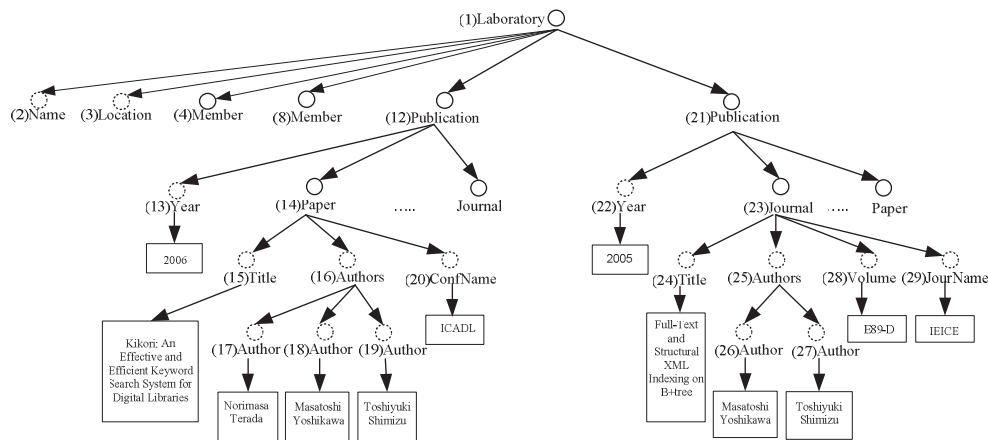 (1)Laboratory
(2)Name
(3)Location
(4)Member
(8)Member
(12)Publication
(21)Publication
(13)Year
(14)Paper
.....
Journal
(22)Year
(23)Journal
.....
Paper
2006
2005
(15)Title
(16)Authors
(20)ConfName
(24)Title
(25)Authors
(28)Volume
(29)JourName
Kikori: An
Effective and
Efficient Keyword
Search System for
Digital Libraries
(17)Author
(18)Author
(19)Author
ICADL
Full-Text
and
Structural
XML
Indexing on
B+tree
(26)Author
(27)Author
E89-D
IEICE
Norimasa
Terada
Masatoshi
Yoshikawa
Toshiyuki
Shimizu
Masatoshi
Yoshikawa
Toshiyuki
Shimizu